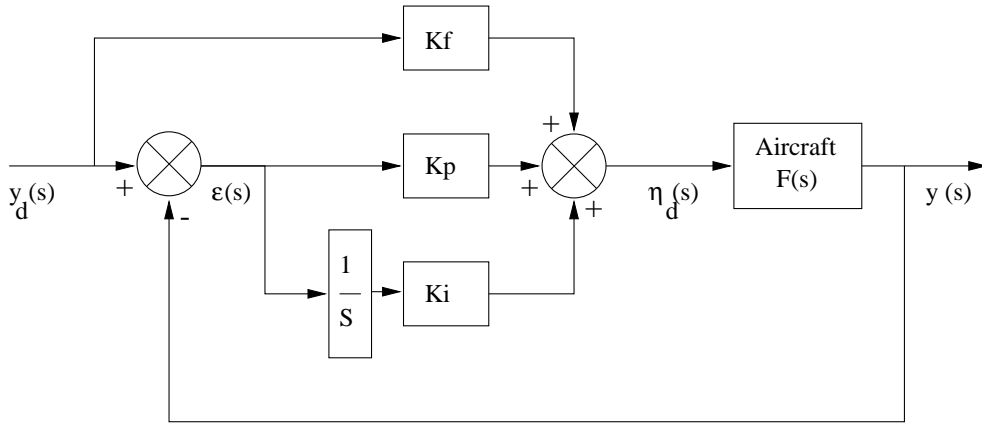 Kf
+
Kp
Aircraft
F(s)
y_d(s)
+
-
ε(s)
+
+
η_d(s)
y (s)
1
S
Ki